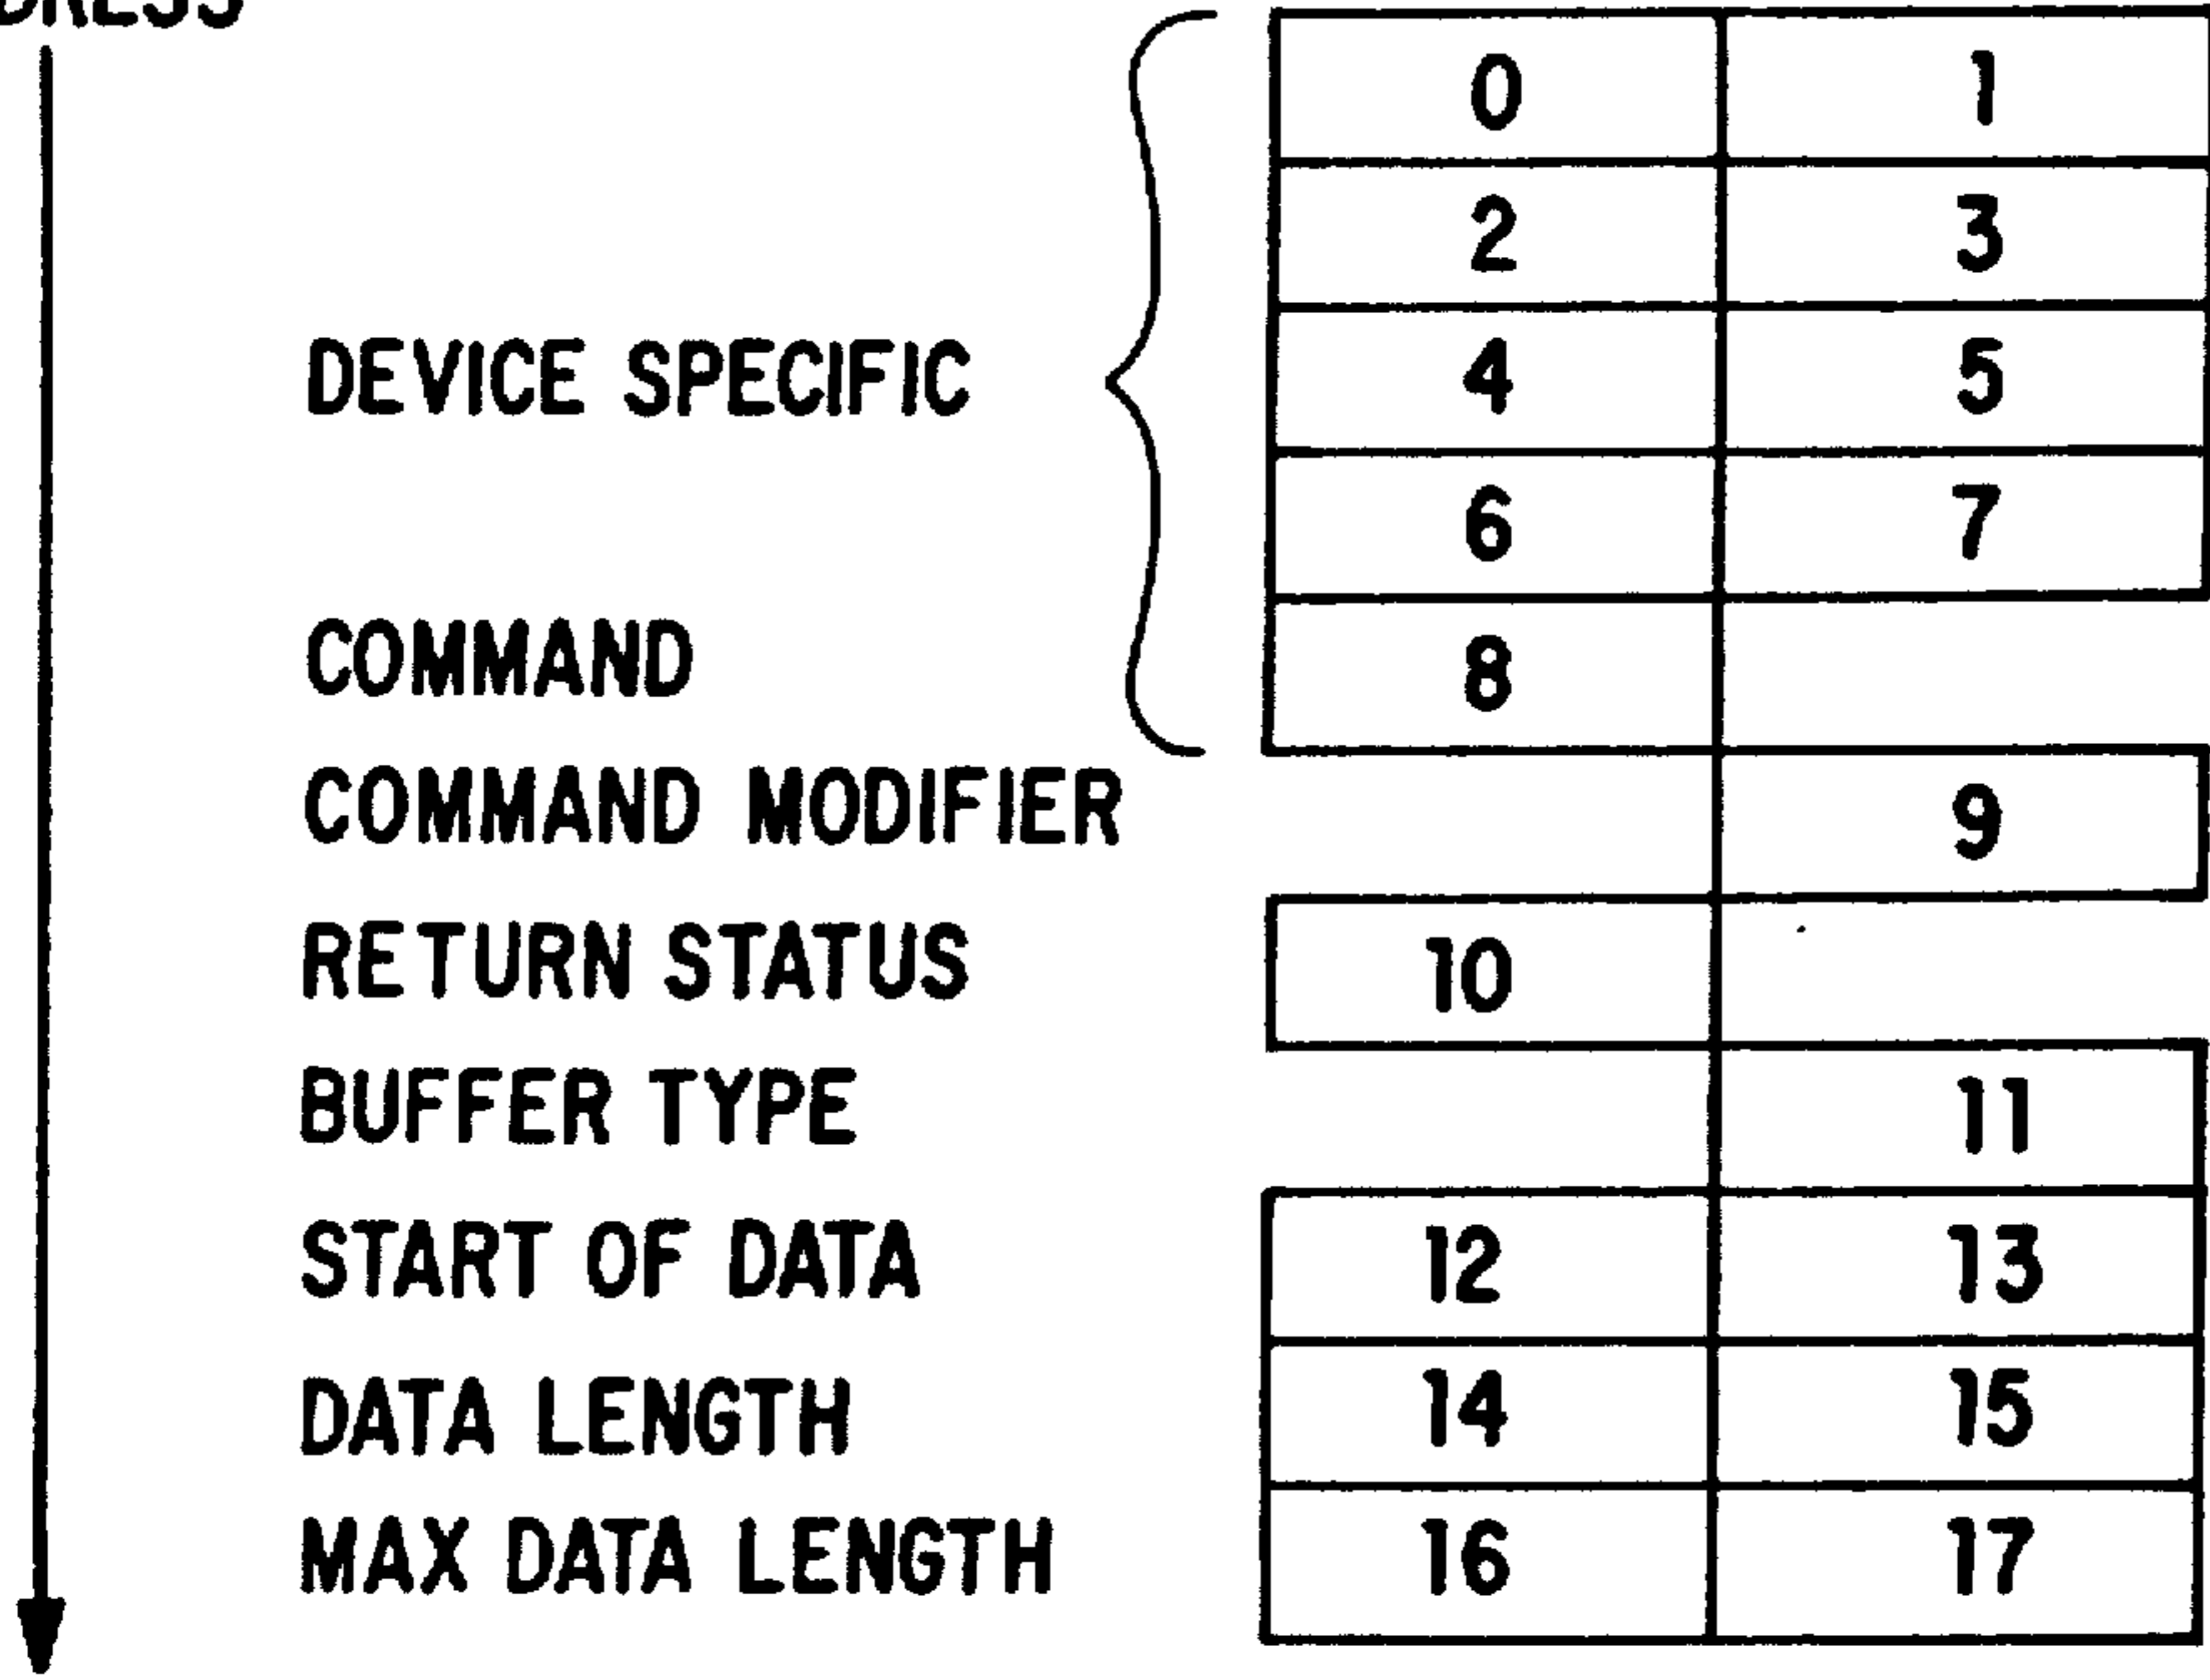 0 1
2 3
DEVICE SPECIFIC 4 5
6 7
COMMAND 8
COMMAND MODIFIER 9
RETURN STATUS 10
BUFFER TYPE 11
START OF DATA 12 13
DATA LENGTH 14 15
MAX DATA LENGTH 16 17